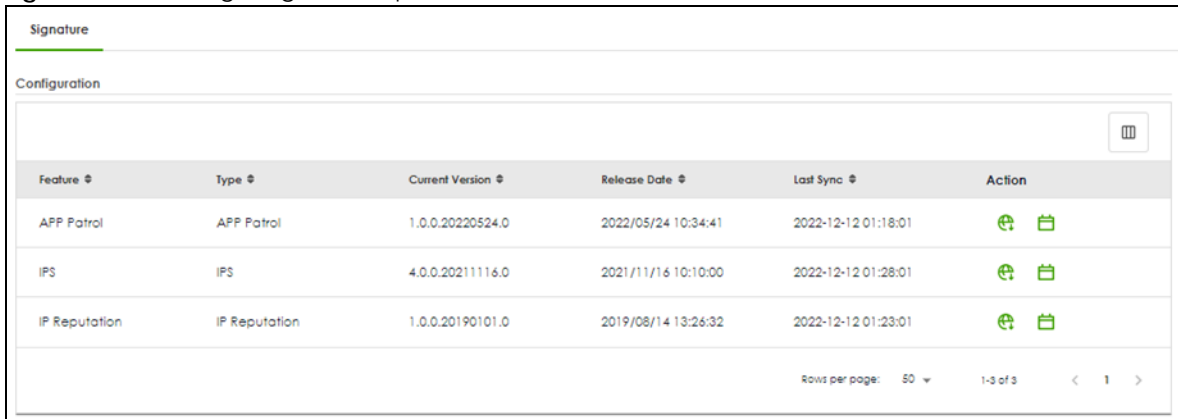 Signature
Configuration
Feature Type Current Version Release Date Last Sync Action
APP Patrol APP Patrol 1.0.0.20220524.0 2022/05/24 10:34:41 2022-12-12 01:18:01
IPS IPS 4.0.0.20211116.0 2021/11/16 10:10:00 2022-12-12 01:28:01
IP Reputation IP Reputation 1.0.0.20190101.0 2019/08/14 13:26:32 2022-12-12 01:23:01
Rows per page: 50 1-3 of 3 < 1 >